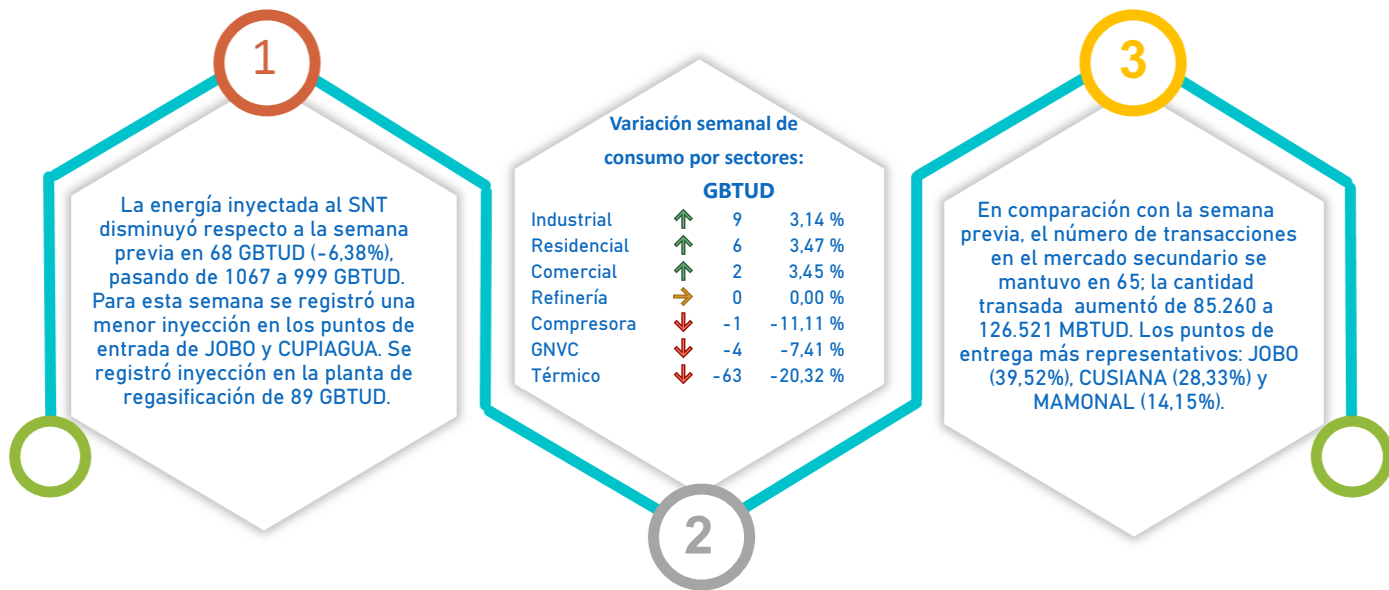 1
La energía inyectada al SNT
disminuyó respecto a la semana
previa en 68 GBTUD (-6,38%),
pasando de 1067 a 999 GBTUD.
Para esta semana se registró una
menor inyección en los puntos de
entrada de JOBO y CUPIAGUA. Se
registró inyección en la planta de
regasificación de 89 GBTUD.
Variación semanal de
consumo por sectores:
GBTUD
Industrial 9 3,14 %
Residencial 6 3,47 %
Comercial 2 3,45 %
Refinería 0 0,00 %
Compresora -1 -11,11 %
GNVC -4 -7,41 %
Térmico -63 -20,32 %
2
3
En comparación con la semana
previa, el número de transacciones
en el mercado secundario se
mantuvo en 65; la cantidad
transada aumentó de 85.260 a
126.521 MBTUD. Los puntos de
entrega más representativos: JOBO
(39,52%), CUSIANA (28,33%) y
MAMONAL (14,15%).